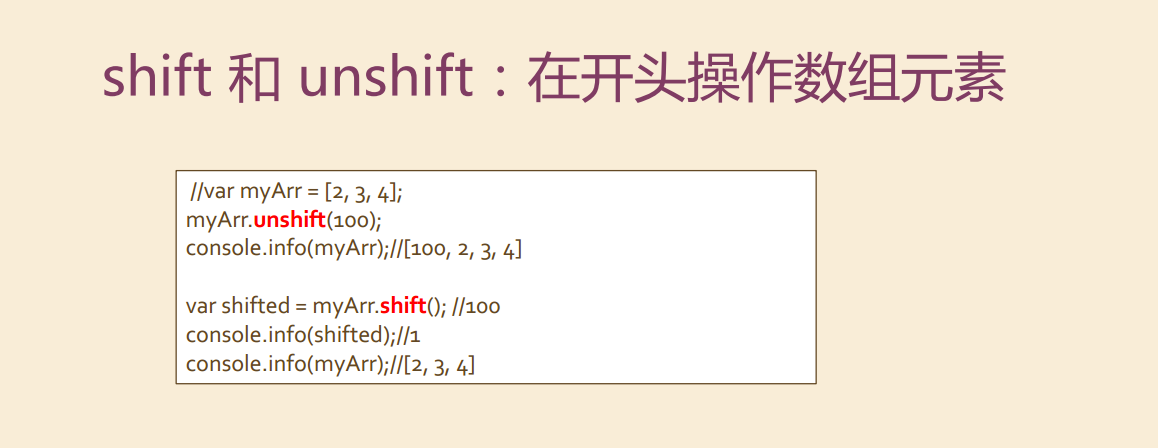 shift 和 unshift：在开头操作数组元素
//var myArr = [2, 3, 4];
myArr.unshift(100);
console.info(myArr);//[100, 2, 3, 4]
var shifted = myArr.shift(); //100
console.info(shifted);//1
console.info(myArr);//[2, 3, 4]